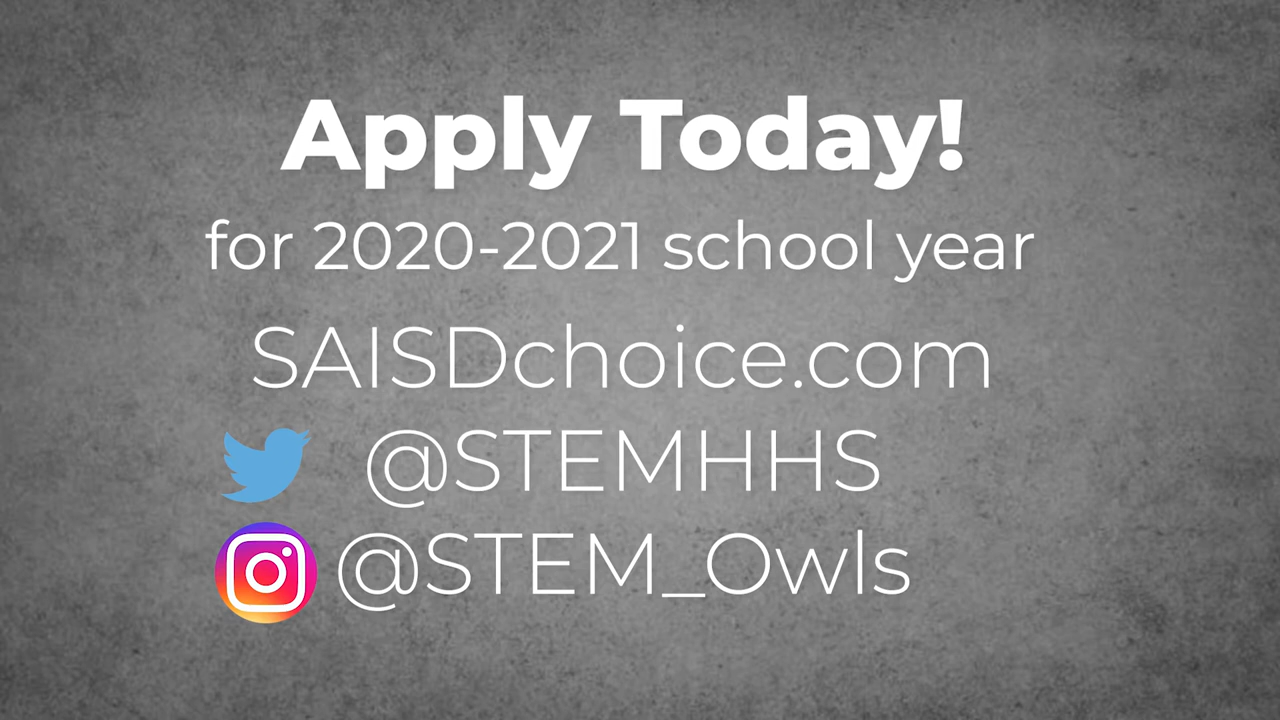 Apply Today!
for 2020-2021 school year
SAISDchoice.com
@STEMHHS
@STEM_Owls